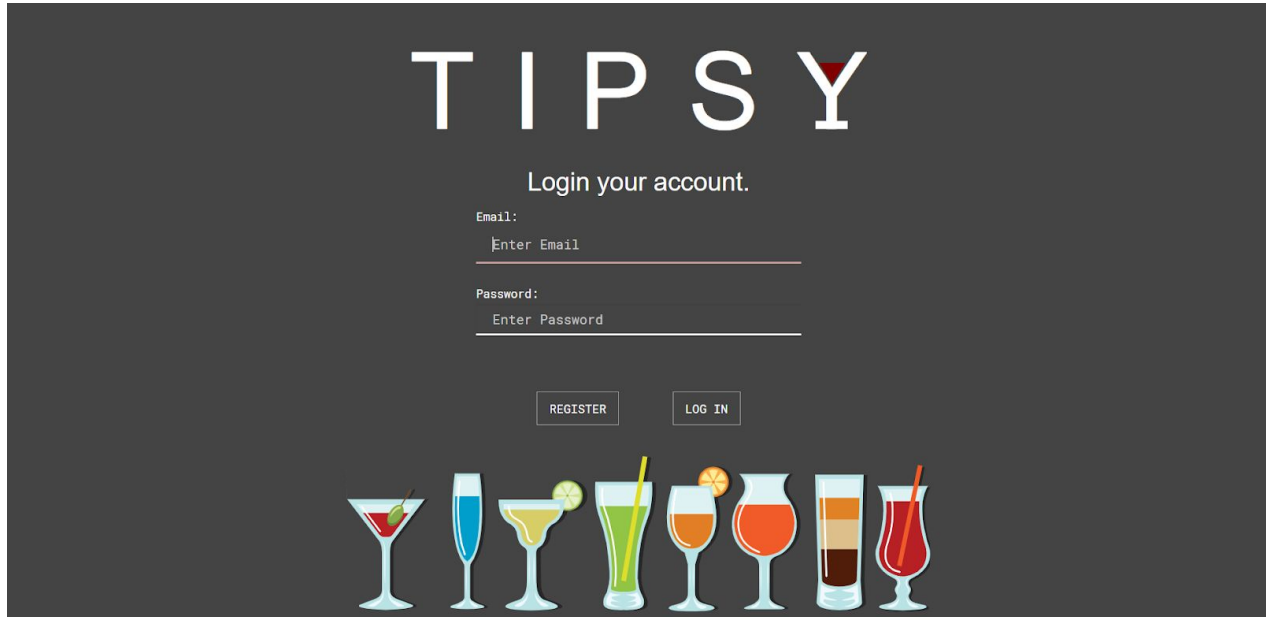 TIPSY
Login your account.
Email:
Enter Email
Password:
Enter Password
REGISTER LOG IN